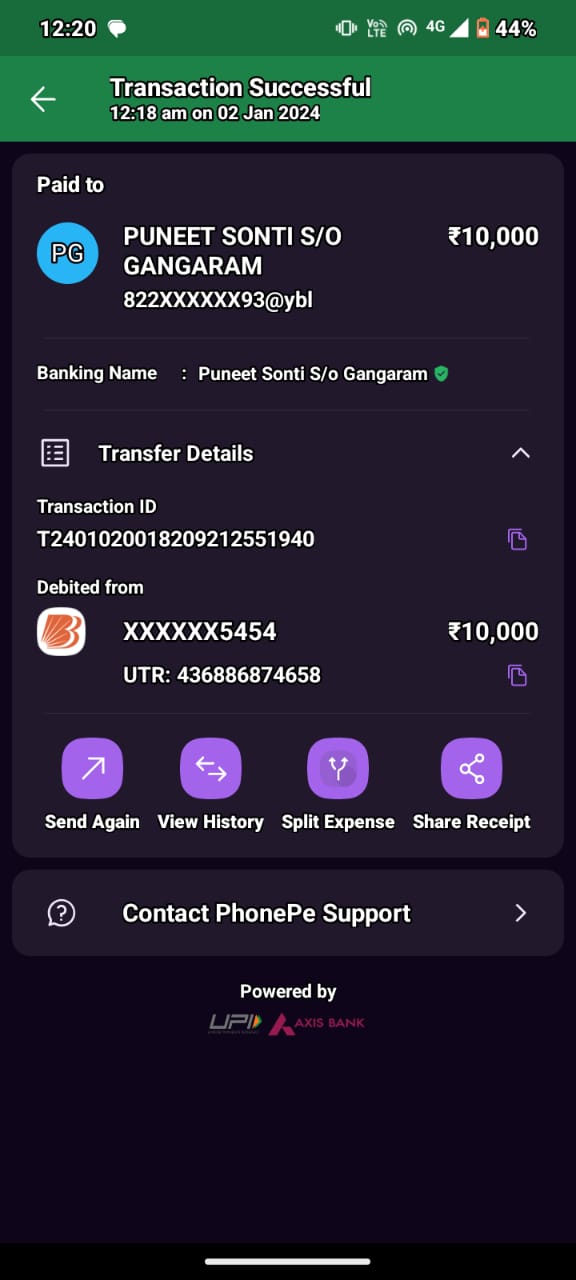 12:20
Vo)) LTE 4G 44%
Transaction Successful
12:18 am on 02 Jan 2024
Paid to
PG
PUNEET SONTI S/O
GANGARAM
₹10,000
822XXXXXX93@ybl
Banking Name : Puneet Sonti S/o Gangaram
Transfer Details
Transaction ID
T2401020018209212551940
Debited from
XXXXXX5454 ₹10,000
UTR: 436886874658
Send Again View History Split Expense Share Receipt
Contact PhonePe Support
Powered by
UPI AXIS BANK